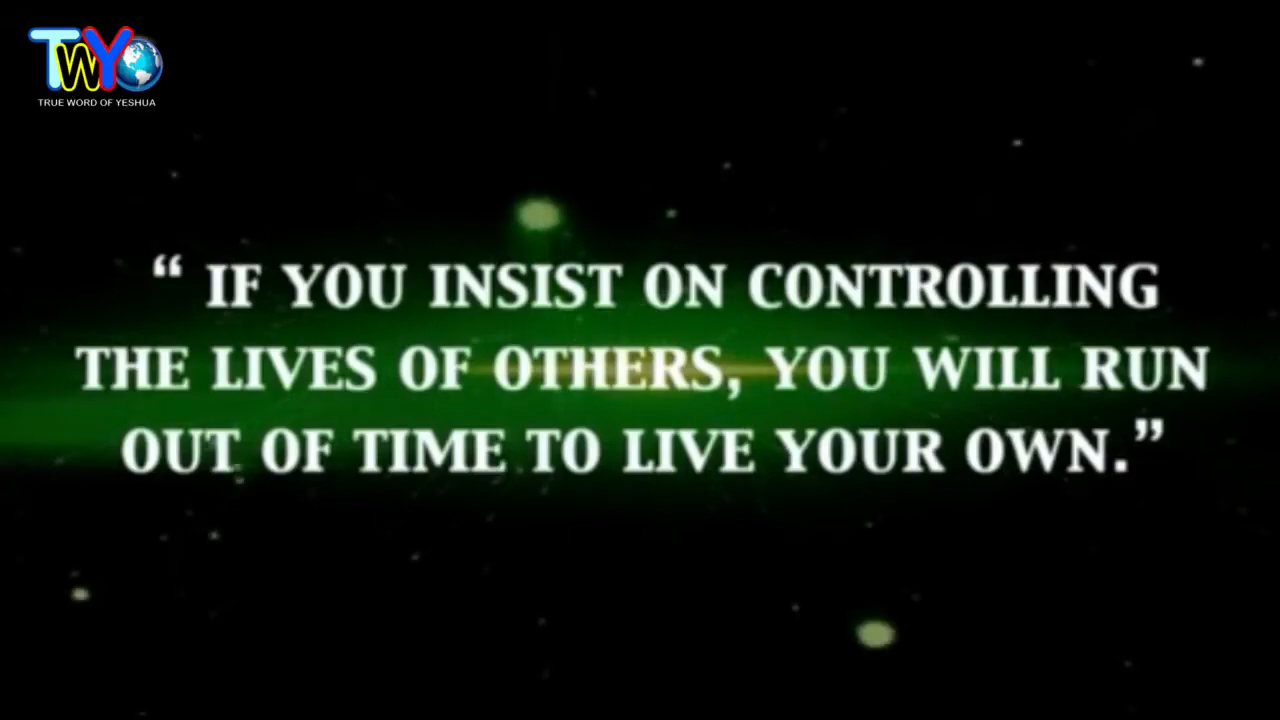 TWY
TRUE WORD OF YESHUA
“ IF YOU INSIST ON CONTROLLING
THE LIVES OF OTHERS, YOU WILL RUN
OUT OF TIME TO LIVE YOUR OWN.”